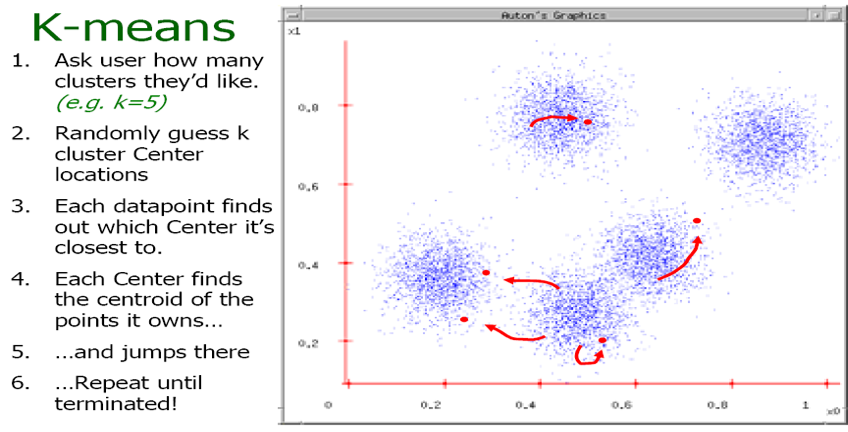 K-means
1. Ask user how many
clusters they'd like.
(e.g. k=5)
2. Randomly guess k
cluster Center
locations
3. Each datapoint finds
out which Center it's
closest to.
4. Each Center finds
the centroid of the
points it owns...
5. ...and jumps there
6. ...Repeat until
terminated!
Auton's Graphics
x1
0.8
0.6
0.4
0.2
0 0.2 0.4 0.6 0.8 1 x0